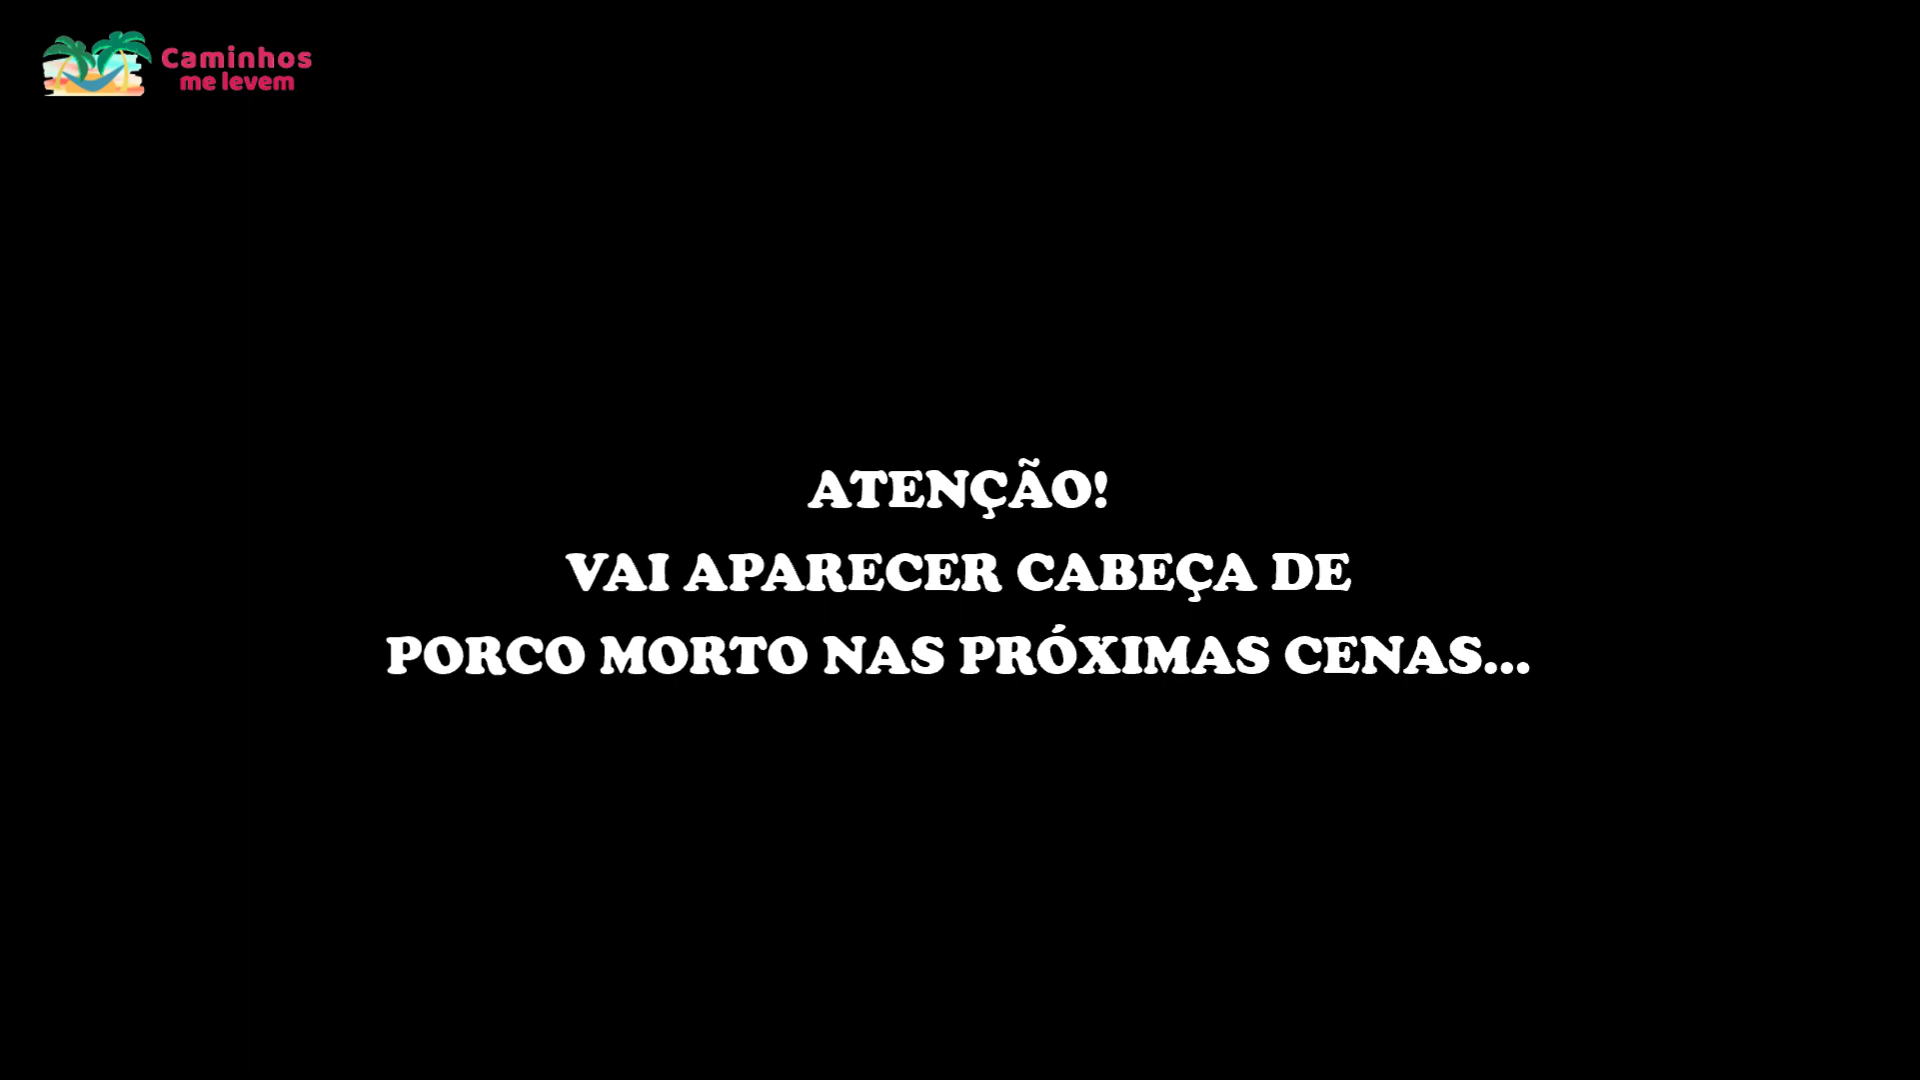 Caminhos
me levem
ATENÇÃO!
VAI APARECER CABEÇA DE
PORCO MORTO NAS PRÓXIMAS CENAS...